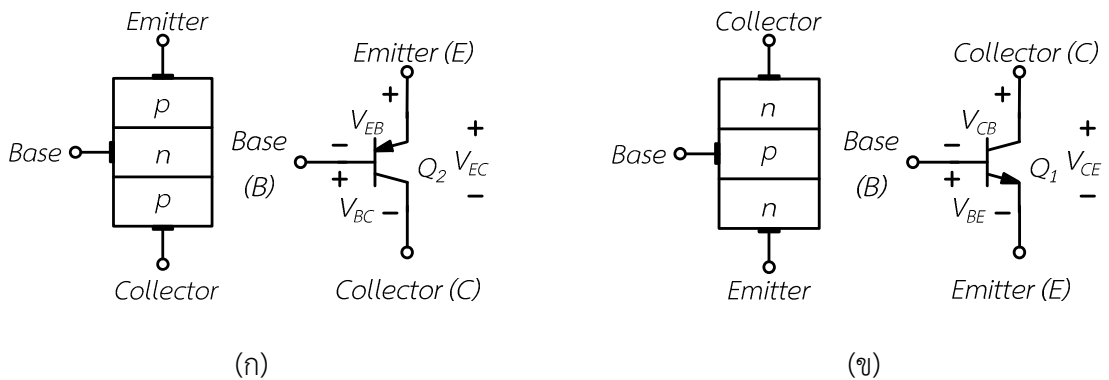 Emitter
p
Base
n
p
Collector
Emitter (E)
+
V_EB
Base
−
(B)
+
Q_2
V_BC
−
+
V_EC
−
Collector (C)
(ก)
Collector
n
Base
p
n
Emitter
Collector (C)
+
V_CB
Base
−
(B)
+
Q_1
V_BE
−
+
V_CE
−
Emitter (E)
(ข)